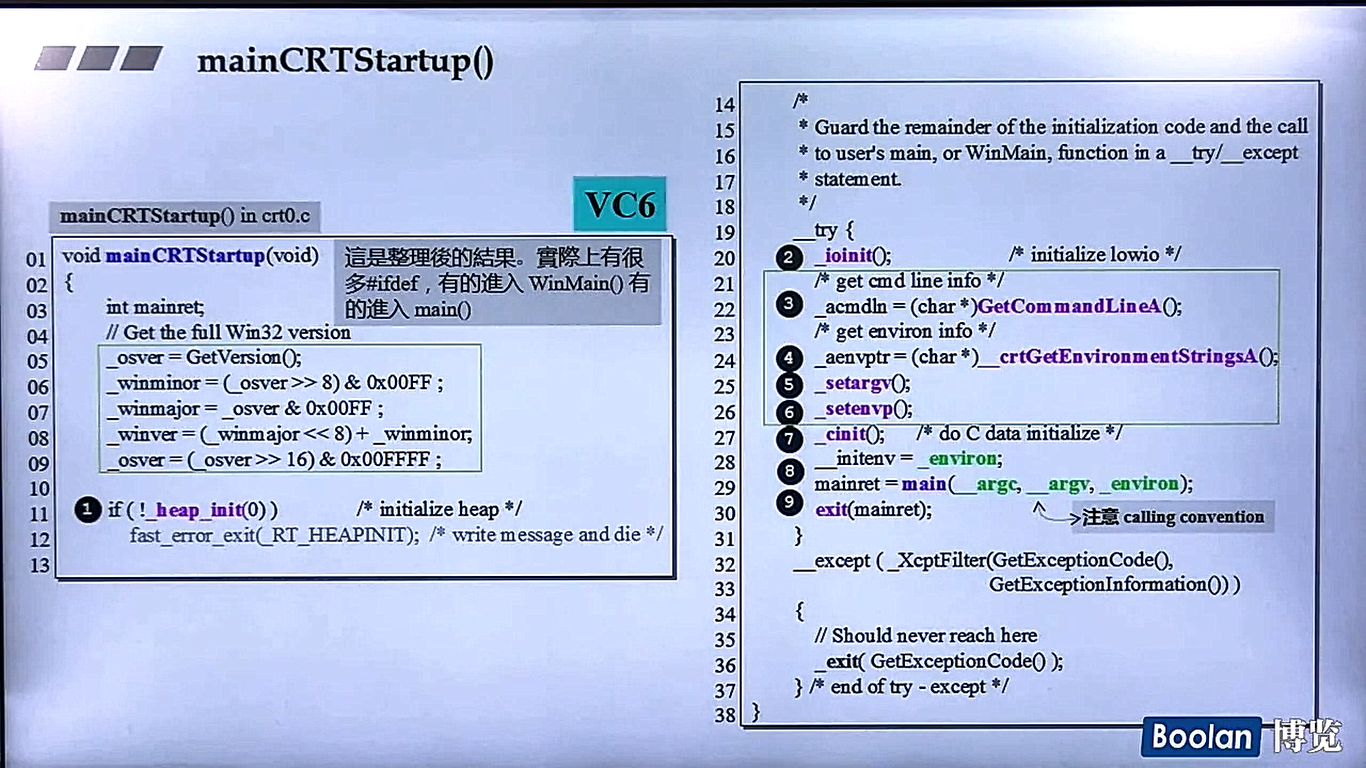 mainCRTStartup()
VC6
mainCRTStartup() in crt0.c
01 void mainCRTStartup(void)
02 {
03 int mainret;
04 // Get the full Win32 version
05 _osver = GetVersion();
06 _winminor = (_osver >> 8) & 0x00FF ;
07 _winmajor = _osver & 0x00FF ;
08 _winver = (_winmajor << 8) + _winminor;
09 _osver = (_osver >> 16) & 0x00FFFF ;
10
11 ❶ if ( !_heap_init(0) ) /* initialize heap */
12 fast_error_exit(_RT_HEAPINIT); /* write message and die */
13
這是整理後的結果。實際上有很
多#ifdef，有的進入 WinMain() 有
的進入 main()
14 /*
15 * Guard the remainder of the initialization code and the call
16 * to user's main, or WinMain, function in a __try/__except
17 * statement.
18 */
19 __try {
20 ❷ _ioinit(); /* initialize lowio */
21 /* get cmd line info */
22 ❸ _acmdln = (char *)GetCommandLineA();
23 /* get environ info */
24 ❹ _aenvptr = (char *)__crtGetEnvironmentStringsA();
25 ❺ _setargv();
26 ❻ _setenvp();
27 ❼ _cinit(); /* do C data initialize */
28 __initenv = _environ;
29 ❽ mainret = main(__argc, __argv, _environ);
30 ❾ exit(mainret);
注意 calling convention
31 }
32 __except ( _XcptFilter(GetExceptionCode(),
33 GetExceptionInformation()) )
34 {
35 // Should never reach here
36 _exit( GetExceptionCode() );
37 } /* end of try - except */
38 }
Boolan 博览